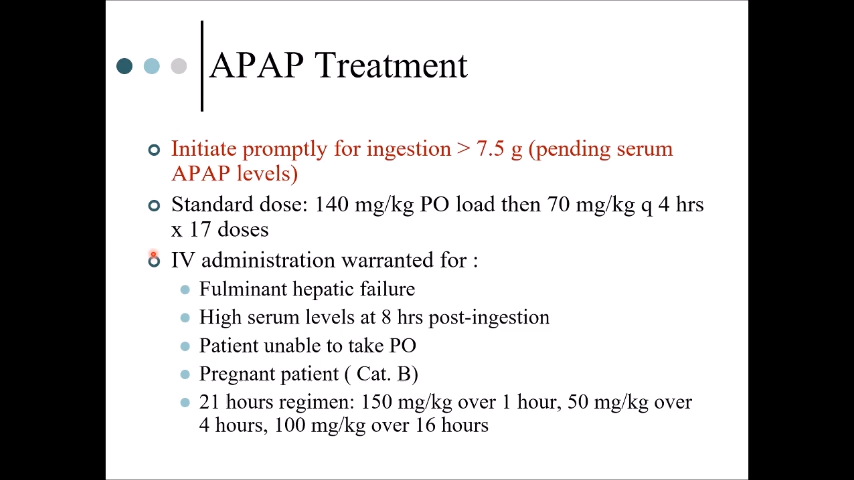 APAP Treatment
Initiate promptly for ingestion > 7.5 g (pending serum
APAP levels)
Standard dose: 140 mg/kg PO load then 70 mg/kg q 4 hrs
x 17 doses
IV administration warranted for :
Fulminant hepatic failure
High serum levels at 8 hrs post-ingestion
Patient unable to take PO
Pregnant patient ( Cat. B)
21 hours regimen: 150 mg/kg over 1 hour, 50 mg/kg over
4 hours, 100 mg/kg over 16 hours